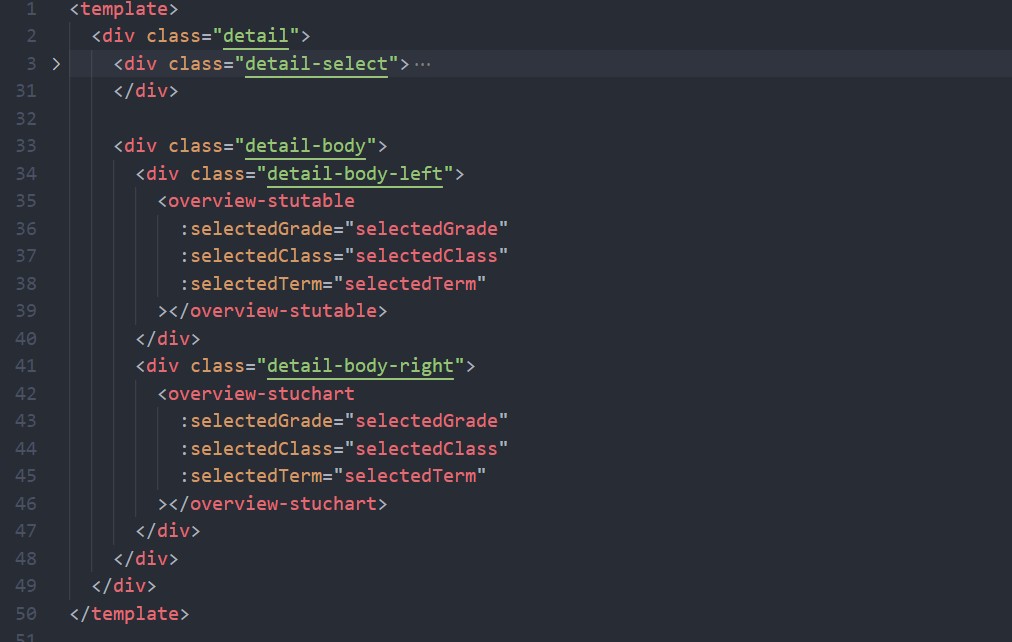 1 <template>
2 <div class="detail">
3 > <div class="detail-select">···
31 </div>
32
33 <div class="detail-body">
34 <div class="detail-body-left">
35 <overview-stutable
36 :selectedGrade="selectedGrade"
37 :selectedClass="selectedClass"
38 :selectedTerm="selectedTerm"
39 ></overview-stutable>
40 </div>
41 <div class="detail-body-right">
42 <overview-stuchart
43 :selectedGrade="selectedGrade"
44 :selectedClass="selectedClass"
45 :selectedTerm="selectedTerm"
46 ></overview-stuchart>
47 </div>
48 </div>
49 </div>
50 </template>
51